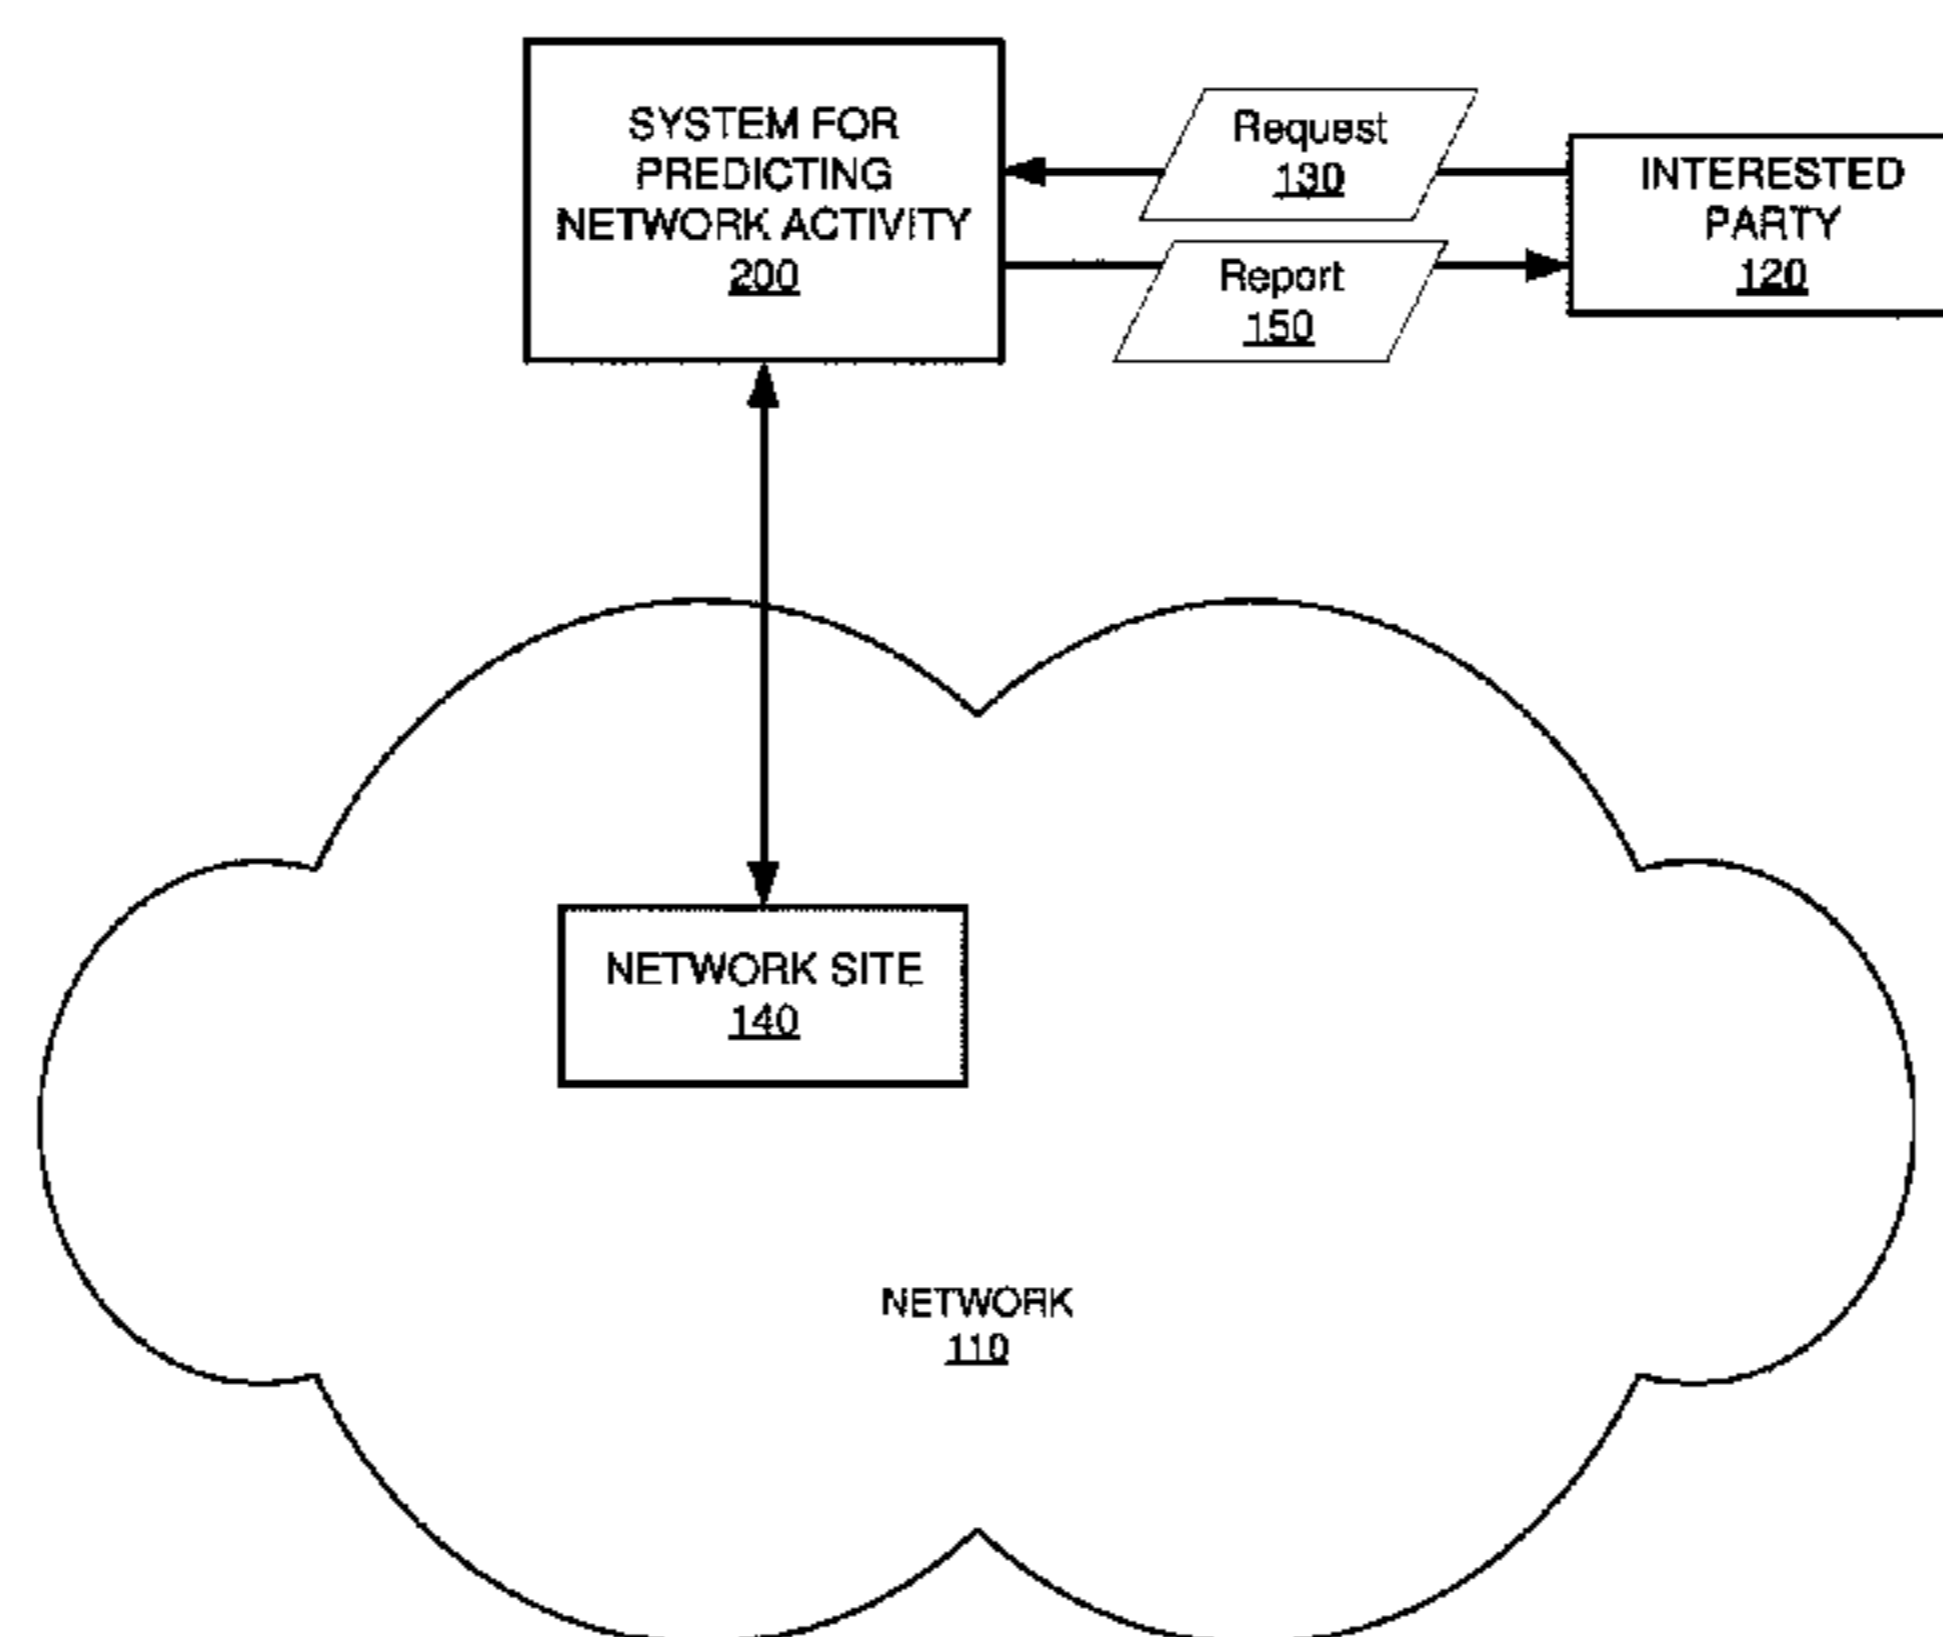 SYSTEM FOR
PREDICTING
NETWORK ACTIVITY
200
Request
130
Report
150
INTERESTED
PARTY
120
NETWORK SITE
140
NETWORK
110